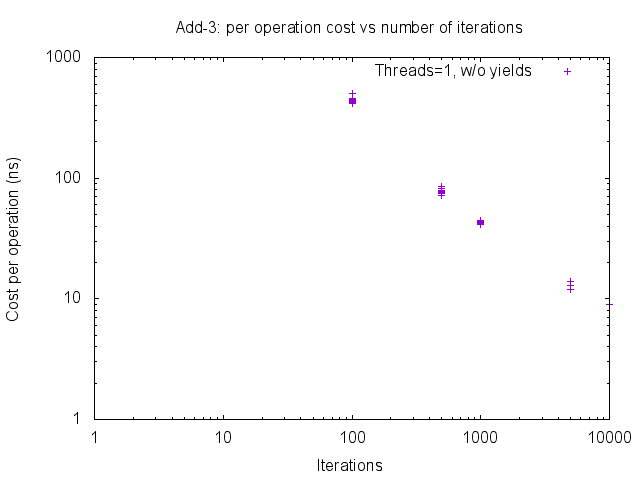 Add-3: per operation cost vs number of iterations
1000
Threads=1, w/o yields
100
10
1
Cost per operation (ns)
1 10 100 1000 10000
Iterations